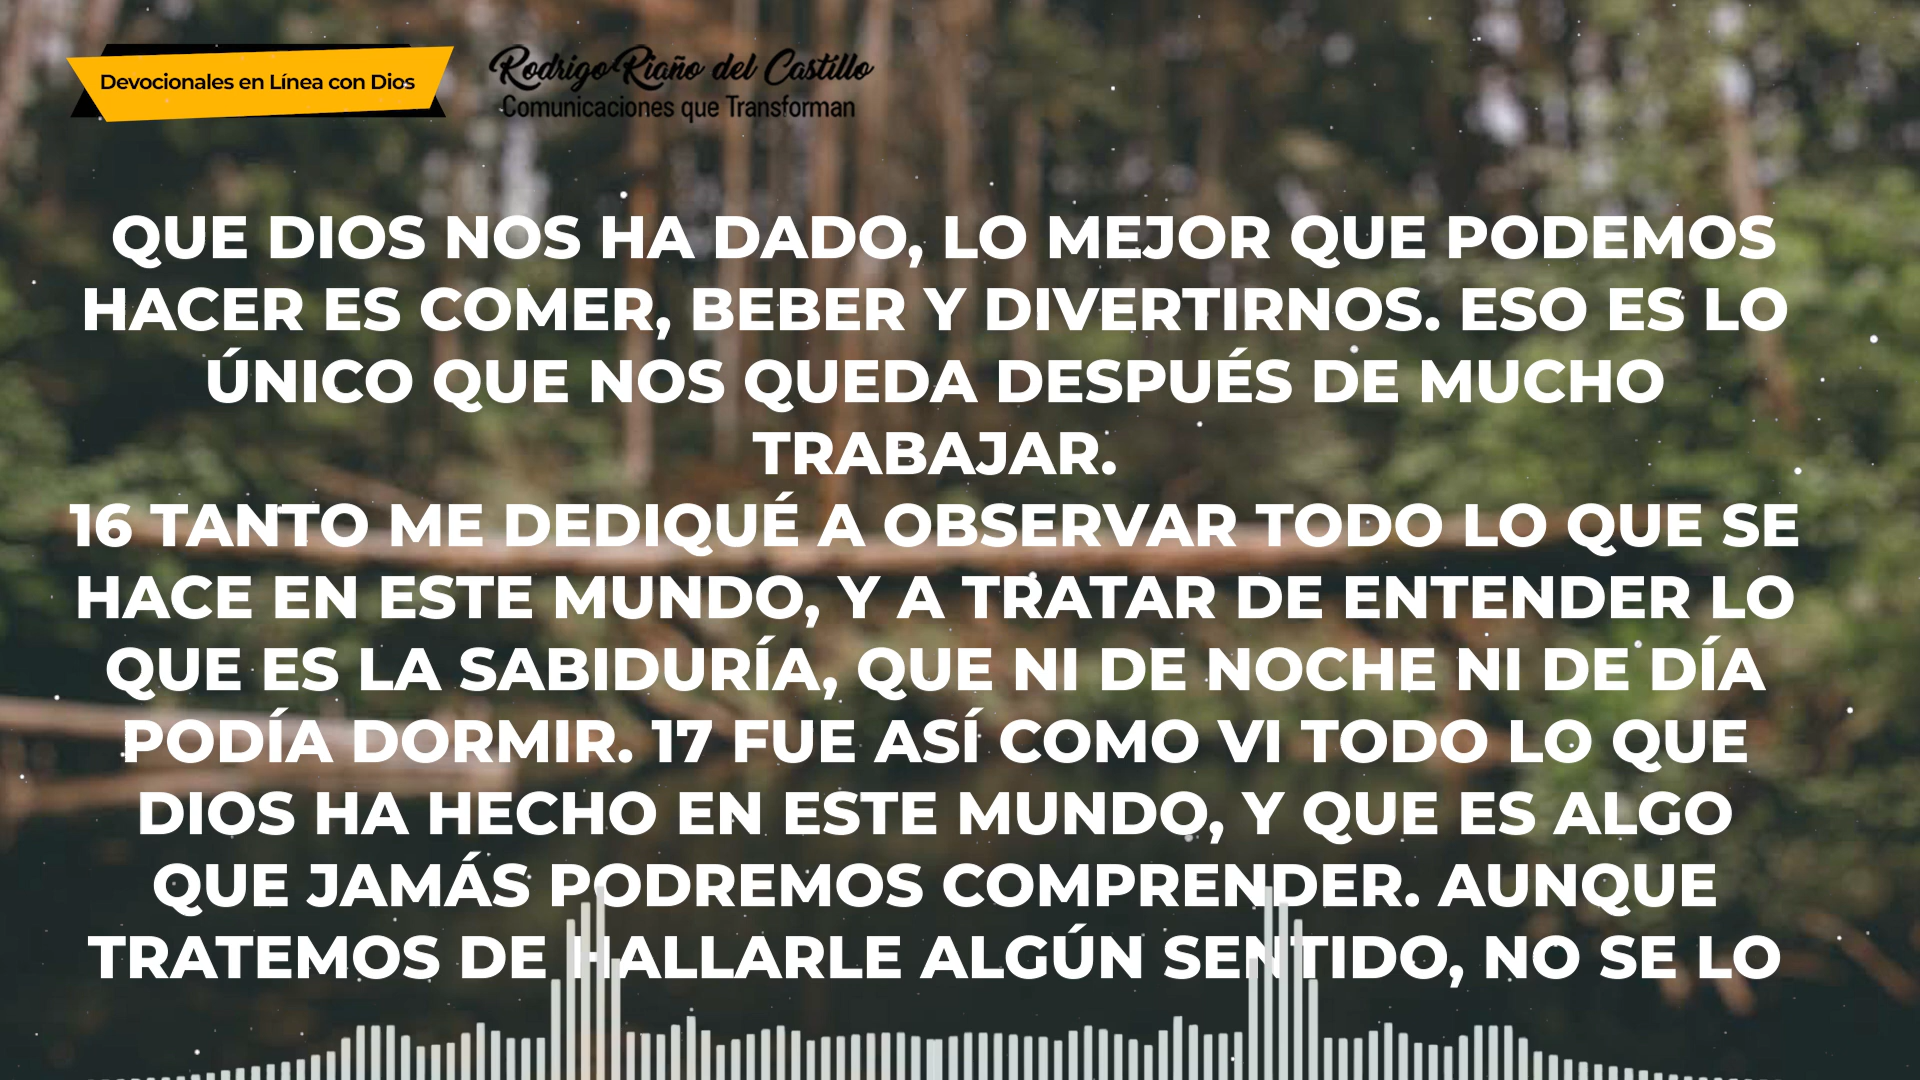 Devocionales en Línea con Dios
Rodrigo Riaño del Castillo
Comunicaciones que Transforman
QUE DIOS NOS HA DADO, LO MEJOR QUE PODEMOS
HACER ES COMER, BEBER Y DIVERTIRNOS. ESO ES LO
ÚNICO QUE NOS QUEDA DESPUÉS DE MUCHO
TRABAJAR.
16 TANTO ME DEDIQUÉ A OBSERVAR TODO LO QUE SE
HACE EN ESTE MUNDO, Y A TRATAR DE ENTENDER LO
QUE ES LA SABIDURÍA, QUE NI DE NOCHE NI DE DÍA
PODÍA DORMIR. 17 FUE ASÍ COMO VI TODO LO QUE
DIOS HA HECHO EN ESTE MUNDO, Y QUE ES ALGO
QUE JAMÁS PODREMOS COMPRENDER. AUNQUE
TRATEMOS DE HALLARLE ALGÚN SENTIDO, NO SE LO